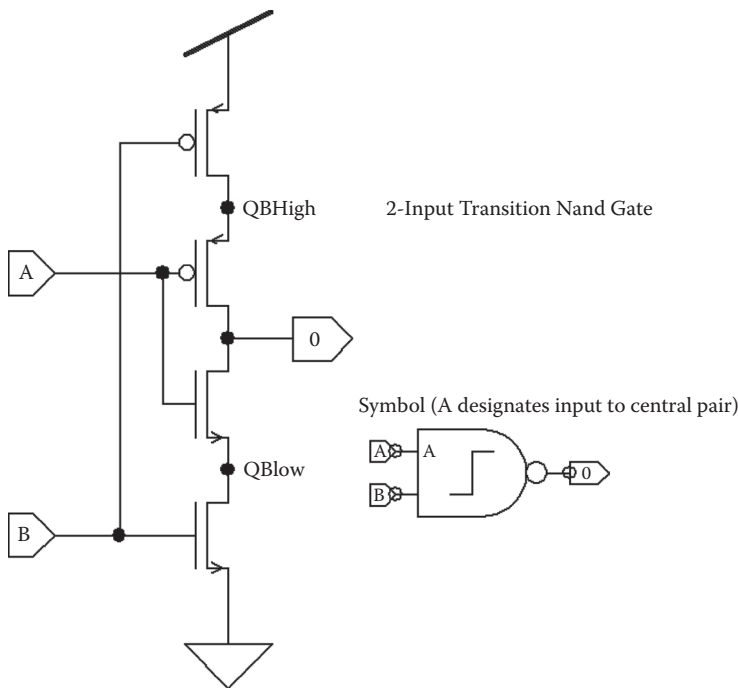 QBHigh
2-Input Transition Nand Gate
A
0
Symbol (A designates input to central pair)
A
A
0
B
QBlow
B